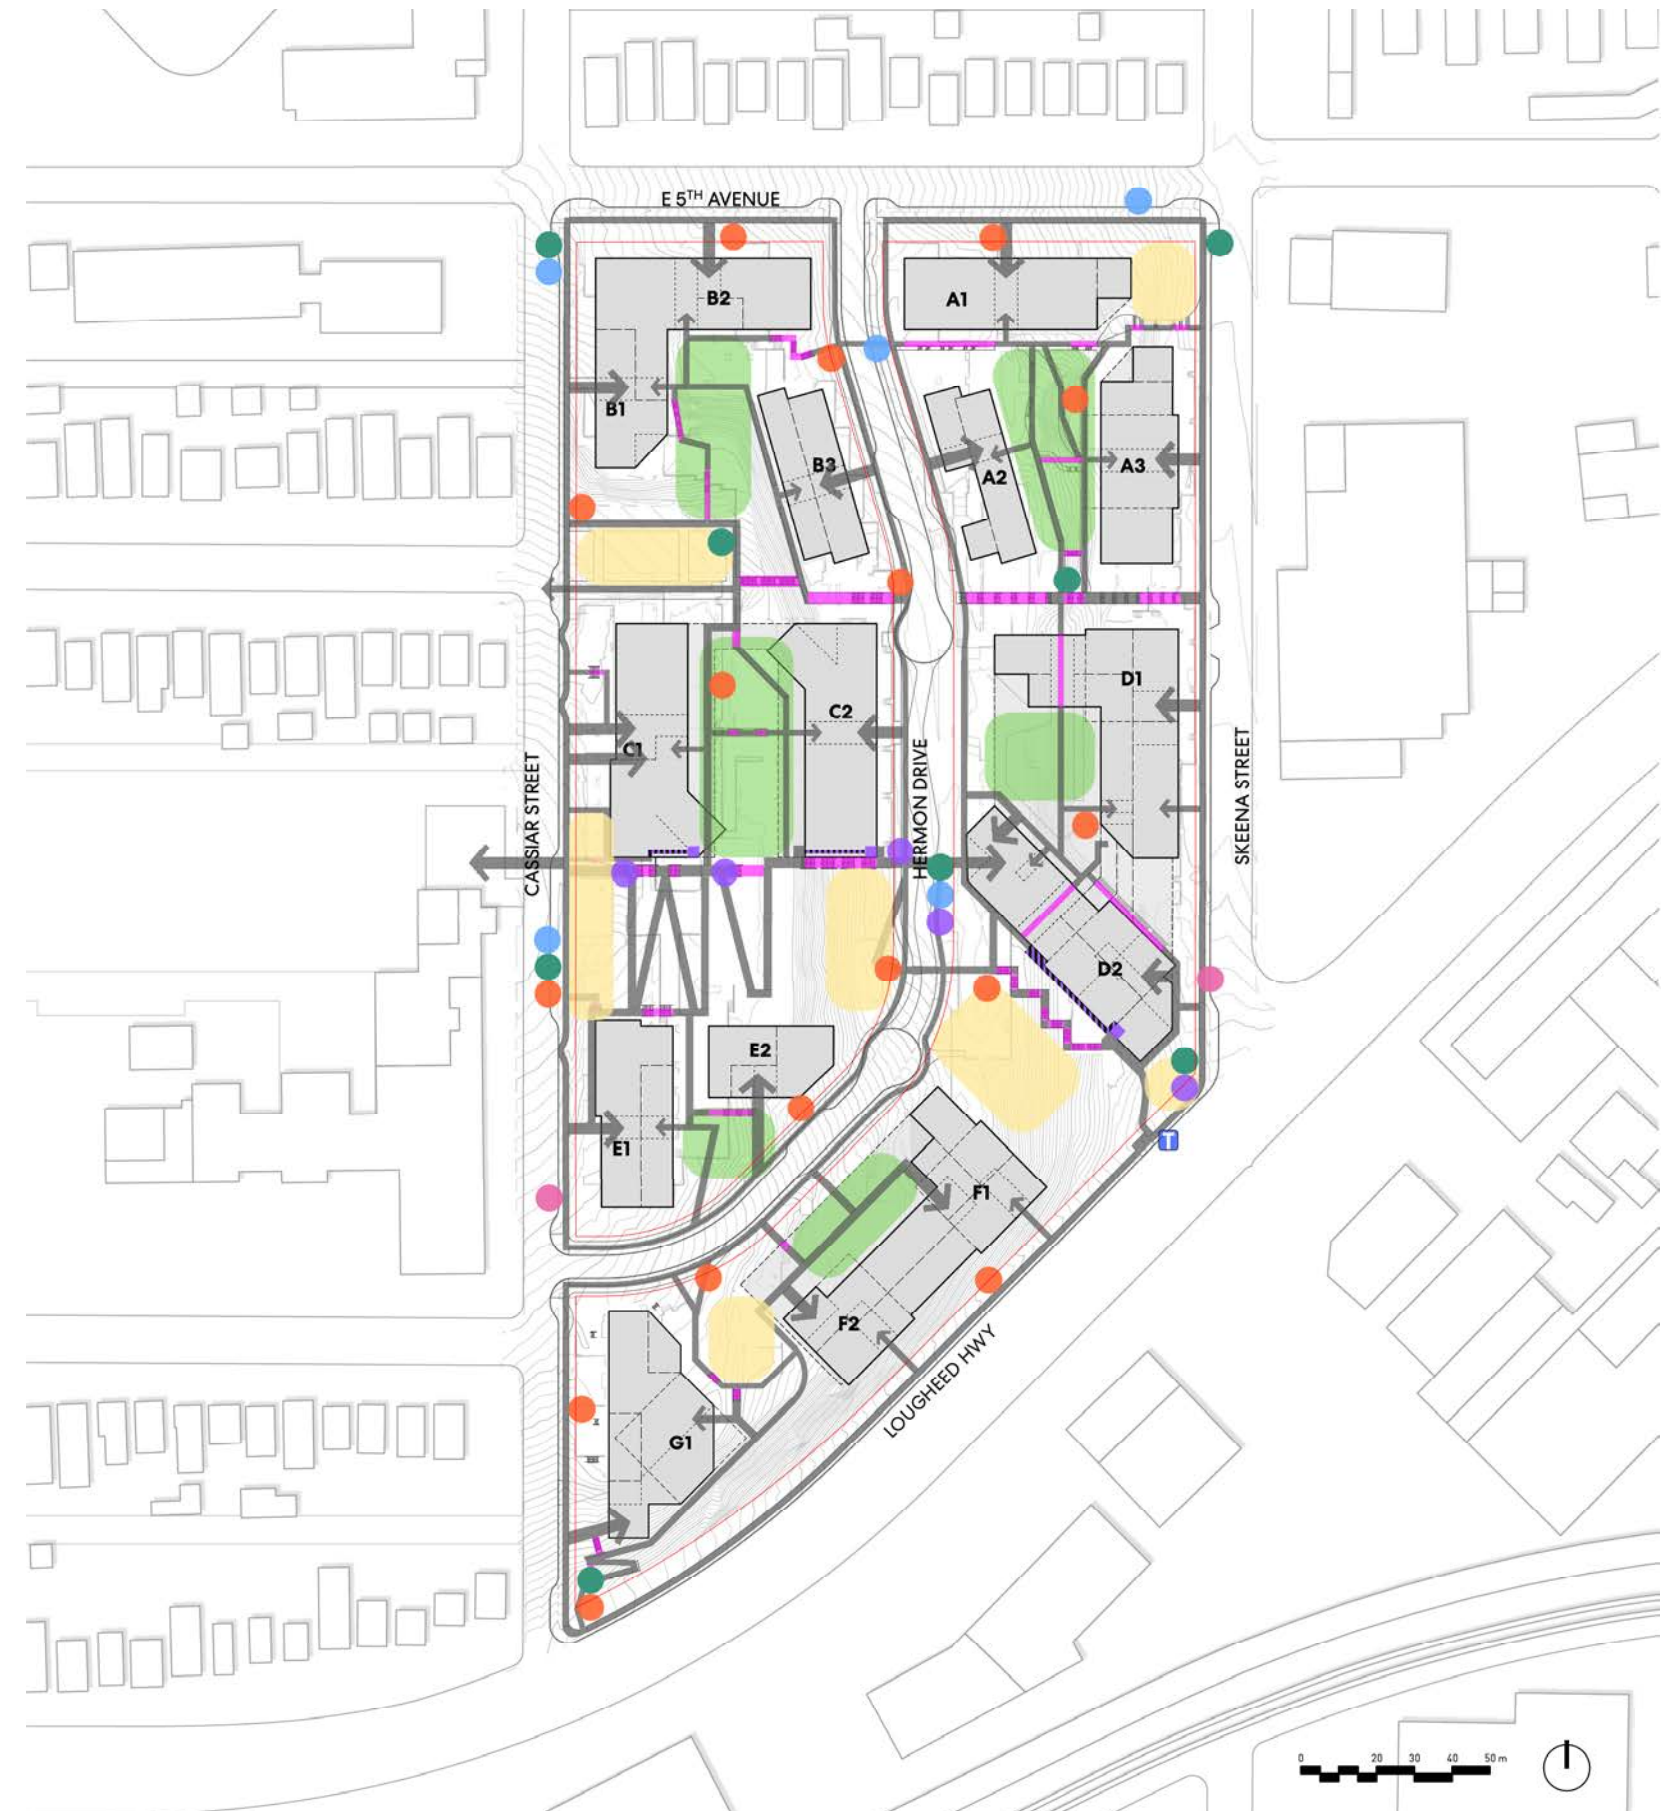 E 5TH AVENUE
B2
A1
B1
B3
A2
A3
C1
C2
D1
CASSIAR STREET
HERMON DRIVE
SKEENA STREET
D2
E2
E1
T
F1
F2
G1
LOUGHEED HWY
0 20 30 40 50 m